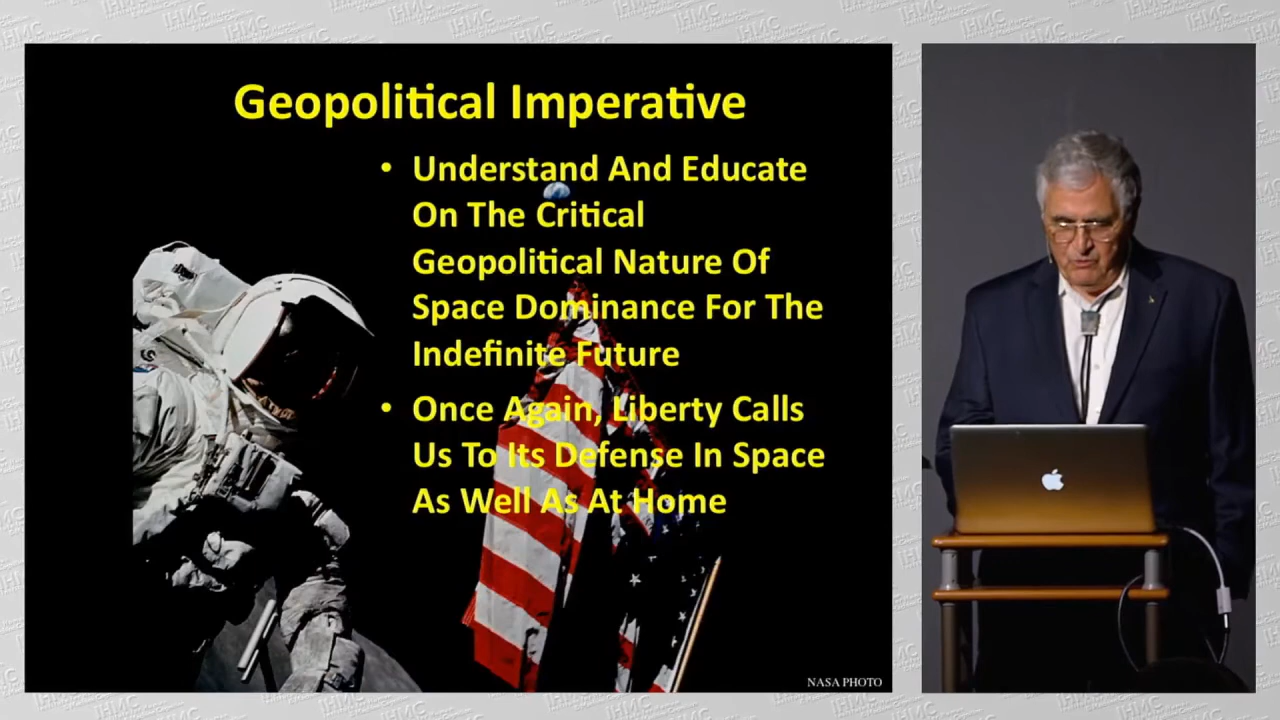 Geopolitical Imperative
• Understand And Educate
On The Critical
Geopolitical Nature Of
Space Dominance For The
Indefinite Future
• Once Again, Liberty Calls
Us To Its Defense In Space
As Well As At Home
NASA PHOTO
IHMC